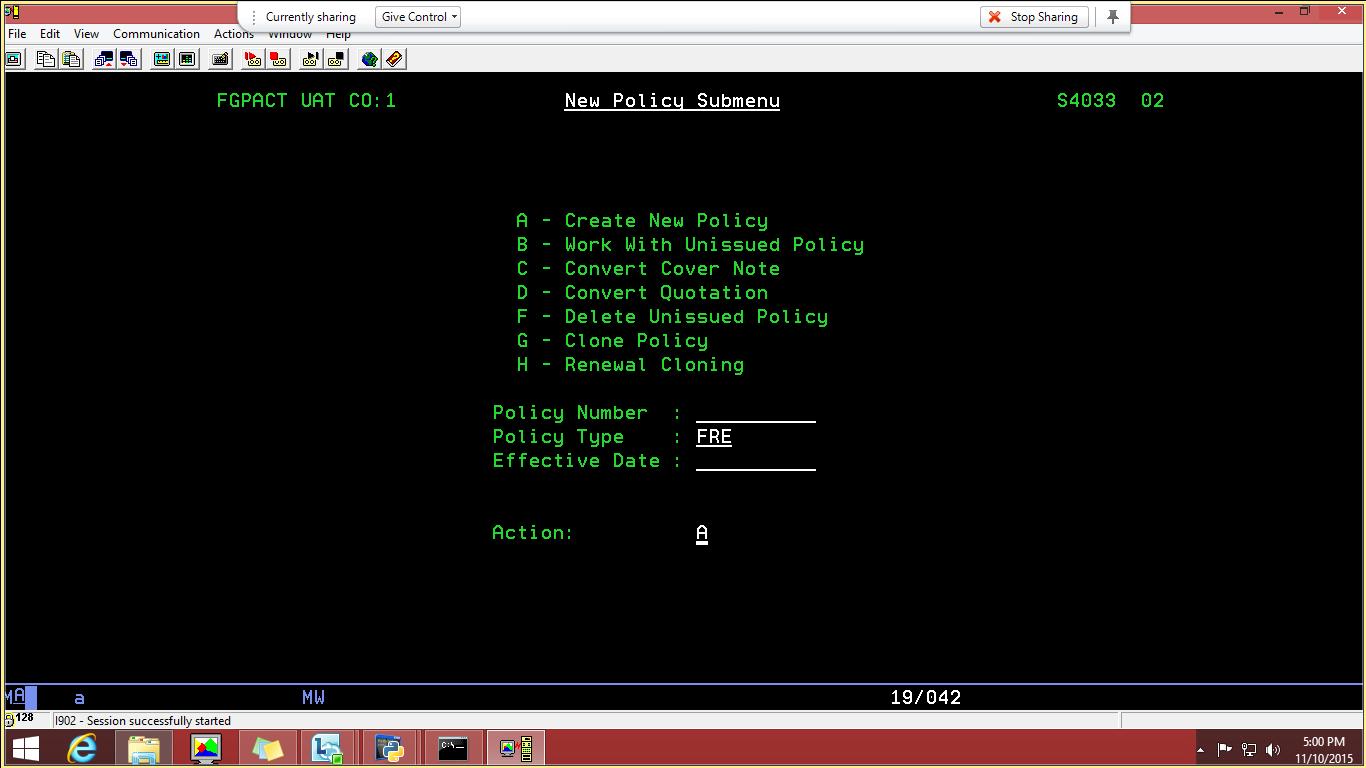 Currently sharing Give Control Stop Sharing
File Edit View Communication Actions Window Help
FGPACT UAT CO:1 New Policy Submenu S4033 02
A - Create New Policy
B - Work With Unissued Policy
C - Convert Cover Note
D - Convert Quotation
F - Delete Unissued Policy
G - Clone Policy
H - Renewal Cloning
Policy Number :
Policy Type : FRE
Effective Date :
Action: A
MA a MW 19/042
128 I902 - Session successfully started
C:\
5:00 PM
11/10/2015